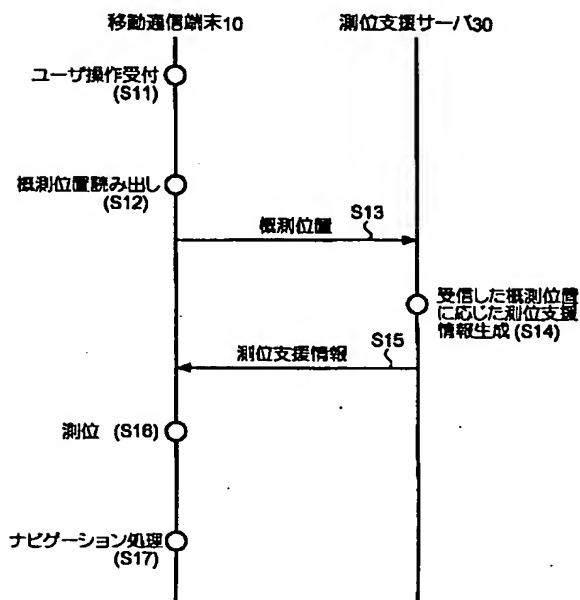 移動通信端末10
測位支援サーバ30
ユーザ操作受付
(S11)
概測位置読み出し
(S12)
S13
概測位置
受信した概測位置
に応じた測位支援
情報生成 (S14)
S15
測位支援情報
測位 (S16)
ナビゲーション処理
(S17)